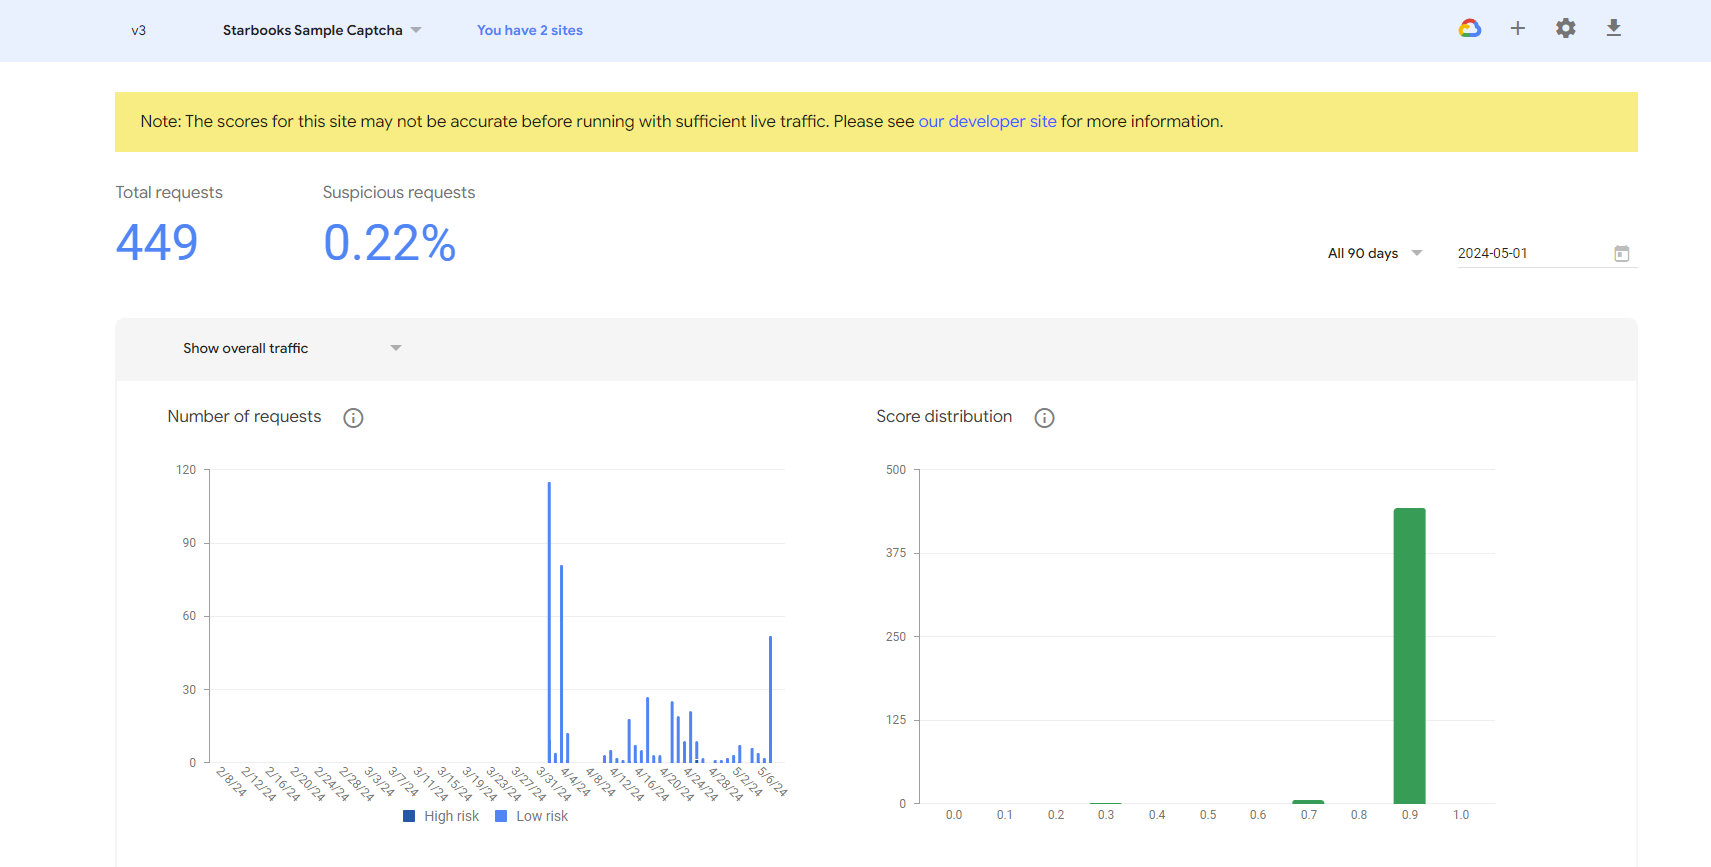 v3 Starbooks Sample Captcha You have 2 sites
Note: The scores for this site may not be accurate before running with sufficient live traffic. Please see our developer site for more information.
Total requests Suspicious requests
449 0.22%
All 90 days 2024-05-01
Show overall traffic
Number of requests
120
90
60
30
0
2/8/24 2/12/24 2/16/24 2/20/24 2/24/24 2/28/24 3/3/24 3/7/24 3/11/24 3/15/24 3/19/24 3/23/24 3/27/24 3/31/24 4/4/24 4/8/24 4/12/24 4/16/24 4/20/24 4/24/24 4/28/24 5/2/24 5/6/24
High risk Low risk
Score distribution
500
375
250
125
0
0.0 0.1 0.2 0.3 0.4 0.5 0.6 0.7 0.8 0.9 1.0